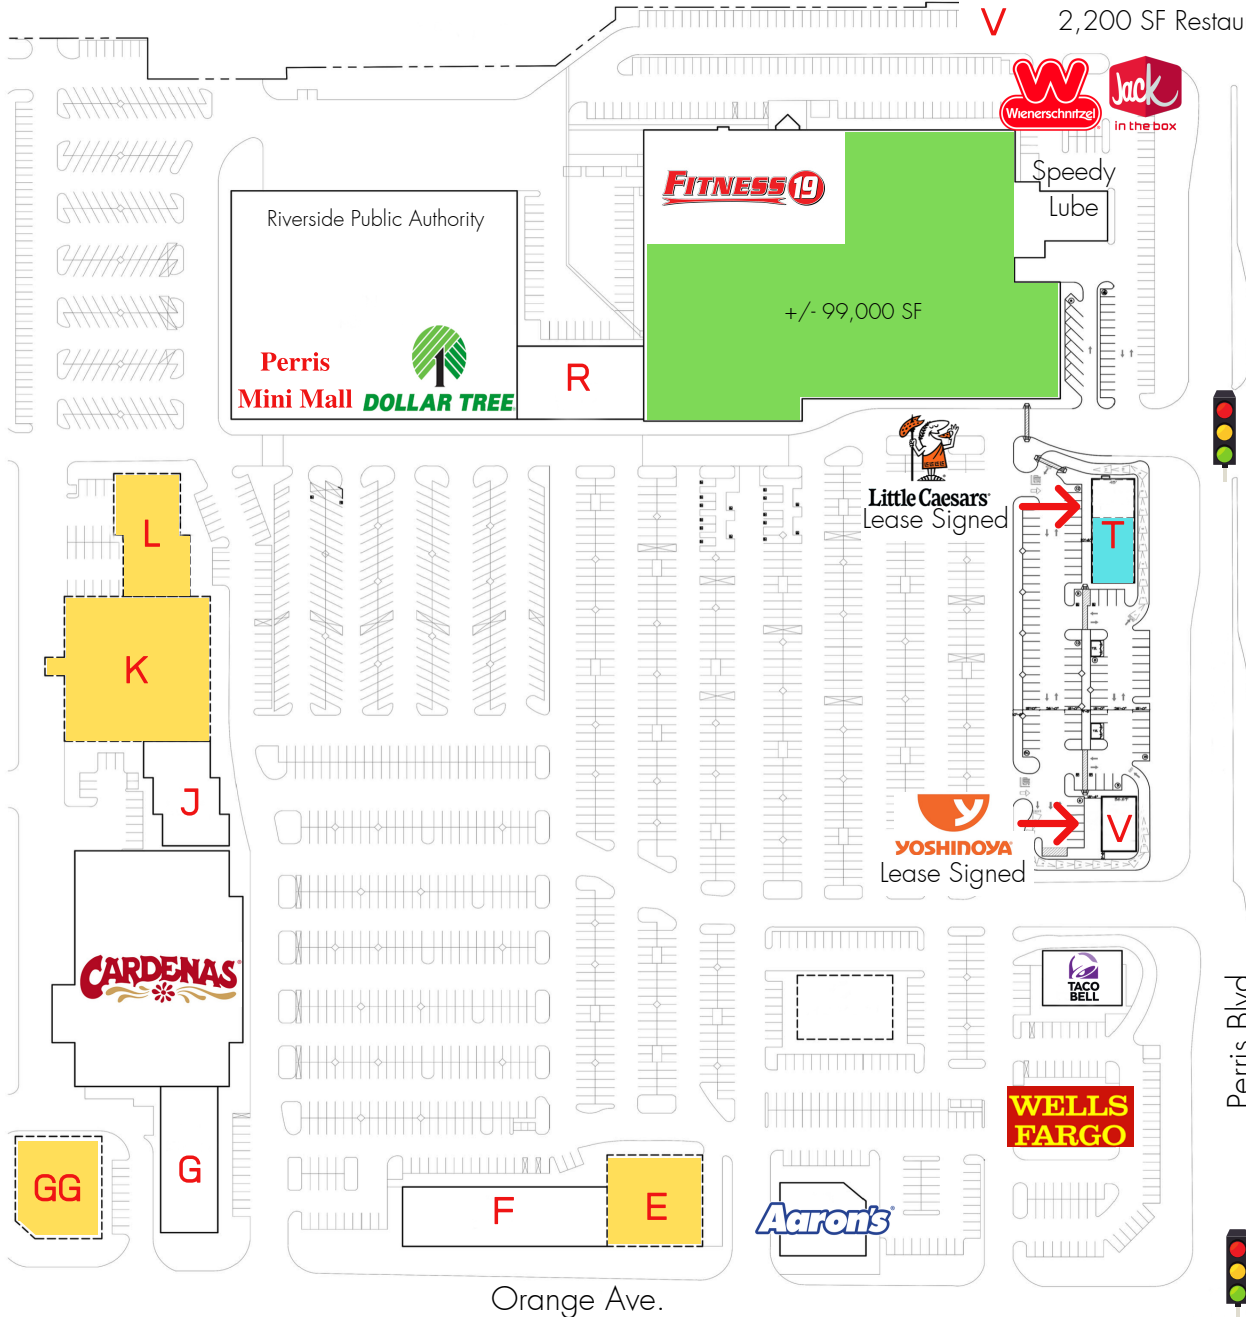 V 2,200 SF Restau
Wienerschnitzel
Jack
in the box
FITNESS 19
Speedy
Lube
Riverside Public Authority
+/- 99,000 SF
Perris
Mini Mall
1
DOLLAR TREE
R
Little Caesars
Lease Signed
T
L
K
J
V
YOSHINOYA
Lease Signed
CARDENAS
TACO
BELL
Perris Blvd
WELLS
FARGO
GG
G
F
E
Aaron's
Orange Ave.